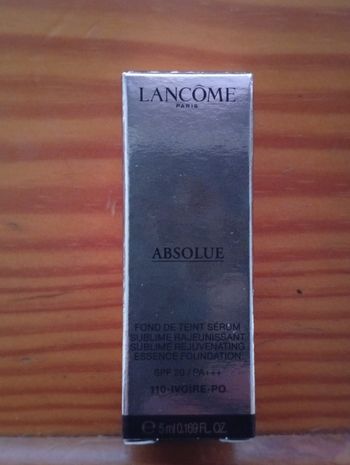 LANCÔME
PARIS
ABSOLUE
FOND DE TEINT SÉRUM
SUBLIME RAJEUNISSANT
SUBLIME REJUVENATING
ESSENCE FOUNDATION
SPF 20 / PA+++
110-IVOIRE-PO
℮ 5 ml 0.169 FL. OZ.